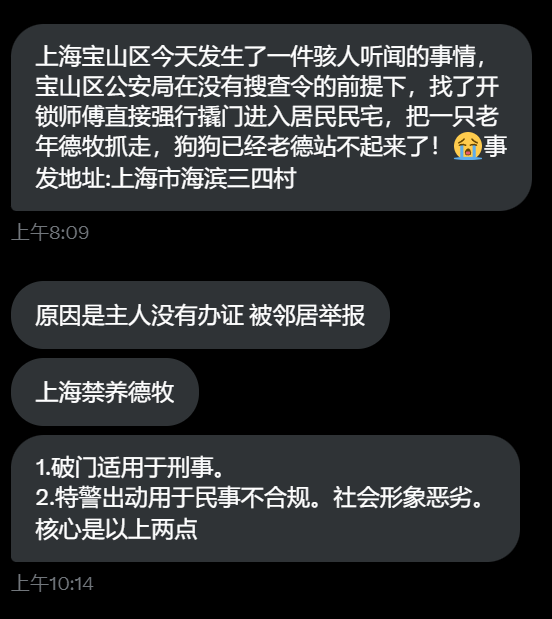 上海宝山区今天发生了一件骇人听闻的事情，
宝山区公安局在没有搜查令的前提下，找了开
锁师傅直接强行撬门进入居民民宅，把一只老
年德牧抓走，狗狗已经老德站不起来了！😭事
发地址:上海市海滨三四村
上午8:09
原因是主人没有办证 被邻居举报
上海禁养德牧
1.破门适用于刑事。
2.特警出动用于民事不合规。社会形象恶劣。
核心是以上两点
上午10:14